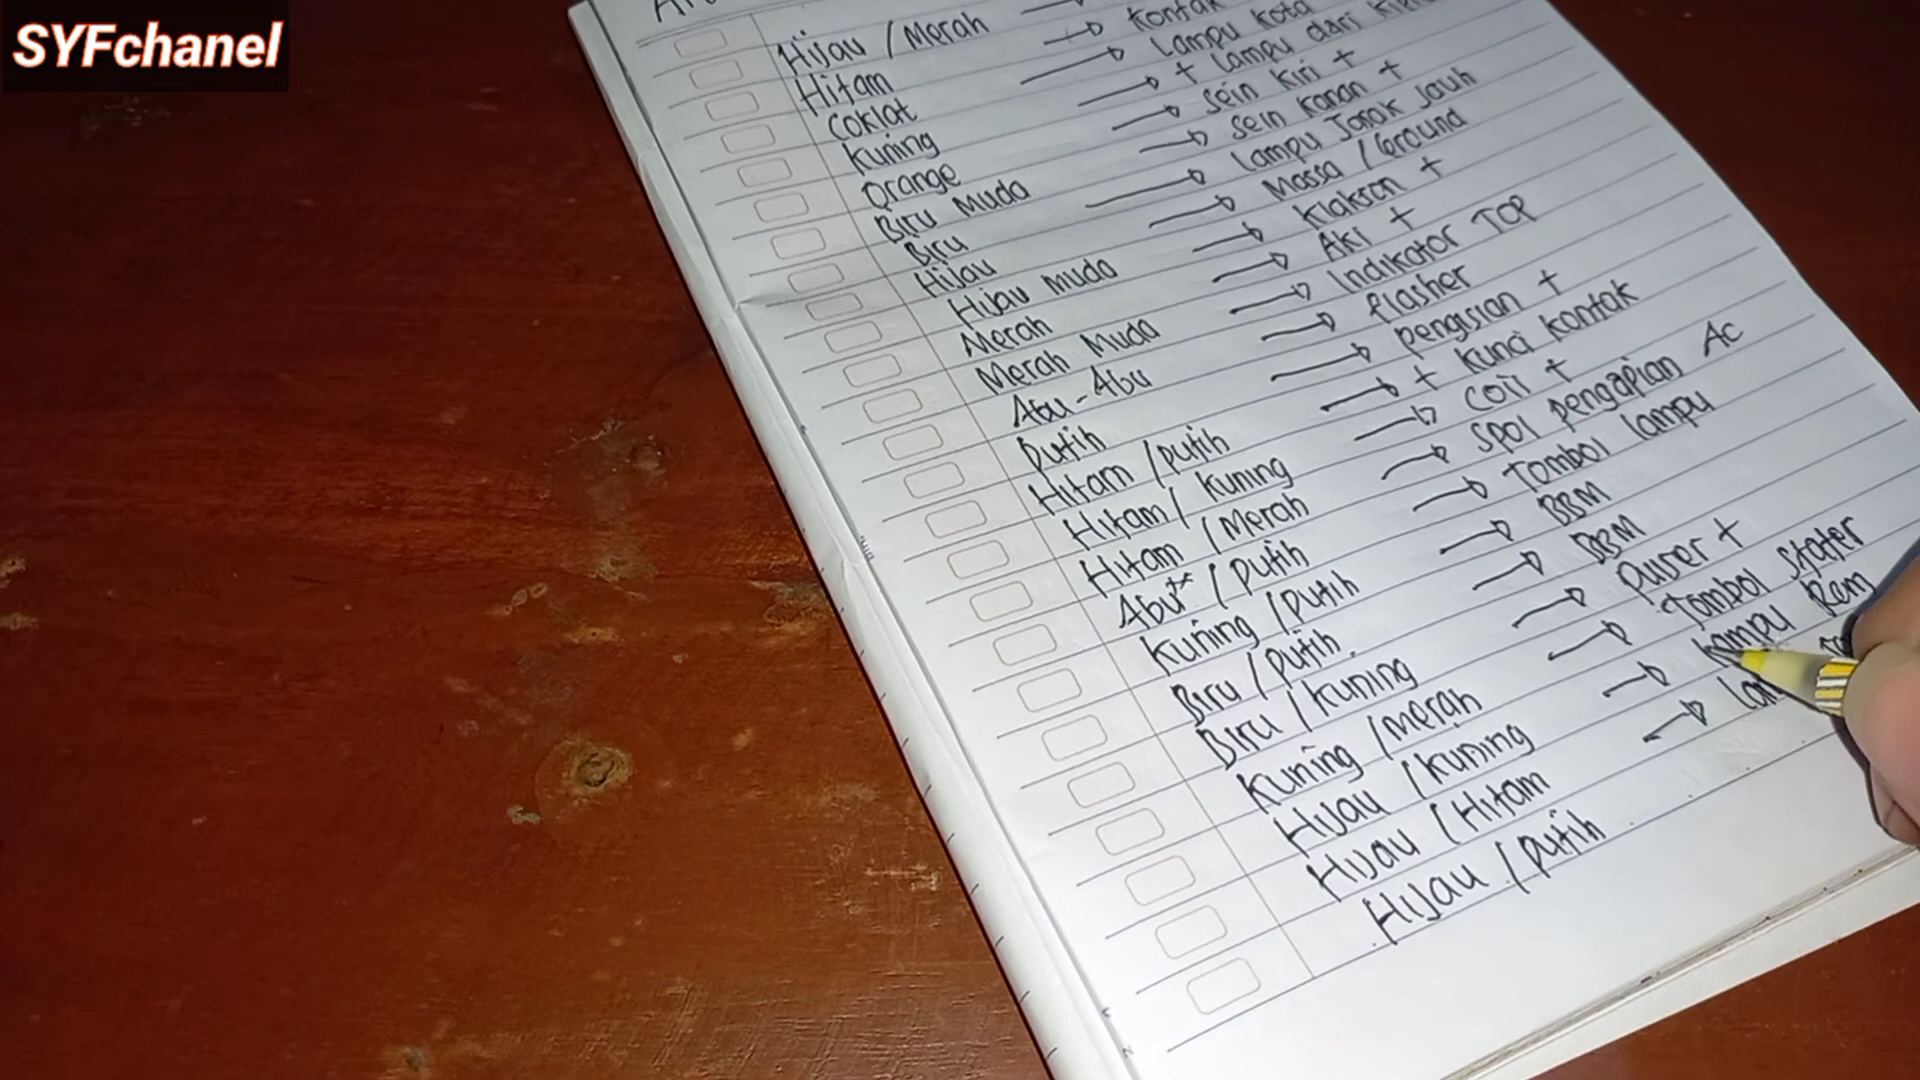 SYFchanel
Hijau / Merah →
Hitam → Kontak
Coklat → Lampu kota
Kuning → + Lampu dari
Orange → Sein kiri +
Biru Muda → Sein kanan +
Biru → Lampu Jarak Jauh
Hijau → Massa / Ground
Hijau muda → Klakson +
Merah → Aki +
Merah Muda → Indikator TOP
Abu-Abu → flasher
Putih → pengisian +
Hitam / putih → + kunci kontak
Hitam / kuning → Coil +
Hitam / Merah → Spol pengapian AC
Abu" / putih → Tombol lampu
Kuning / putih → BBM
Biru / putih. → BBM
Biru / kuning → Pulser +
Kuning / merah → Tombol stater
Hijau / kuning → Lampu Rem
Hijau / Hitam →
Hijau / putih